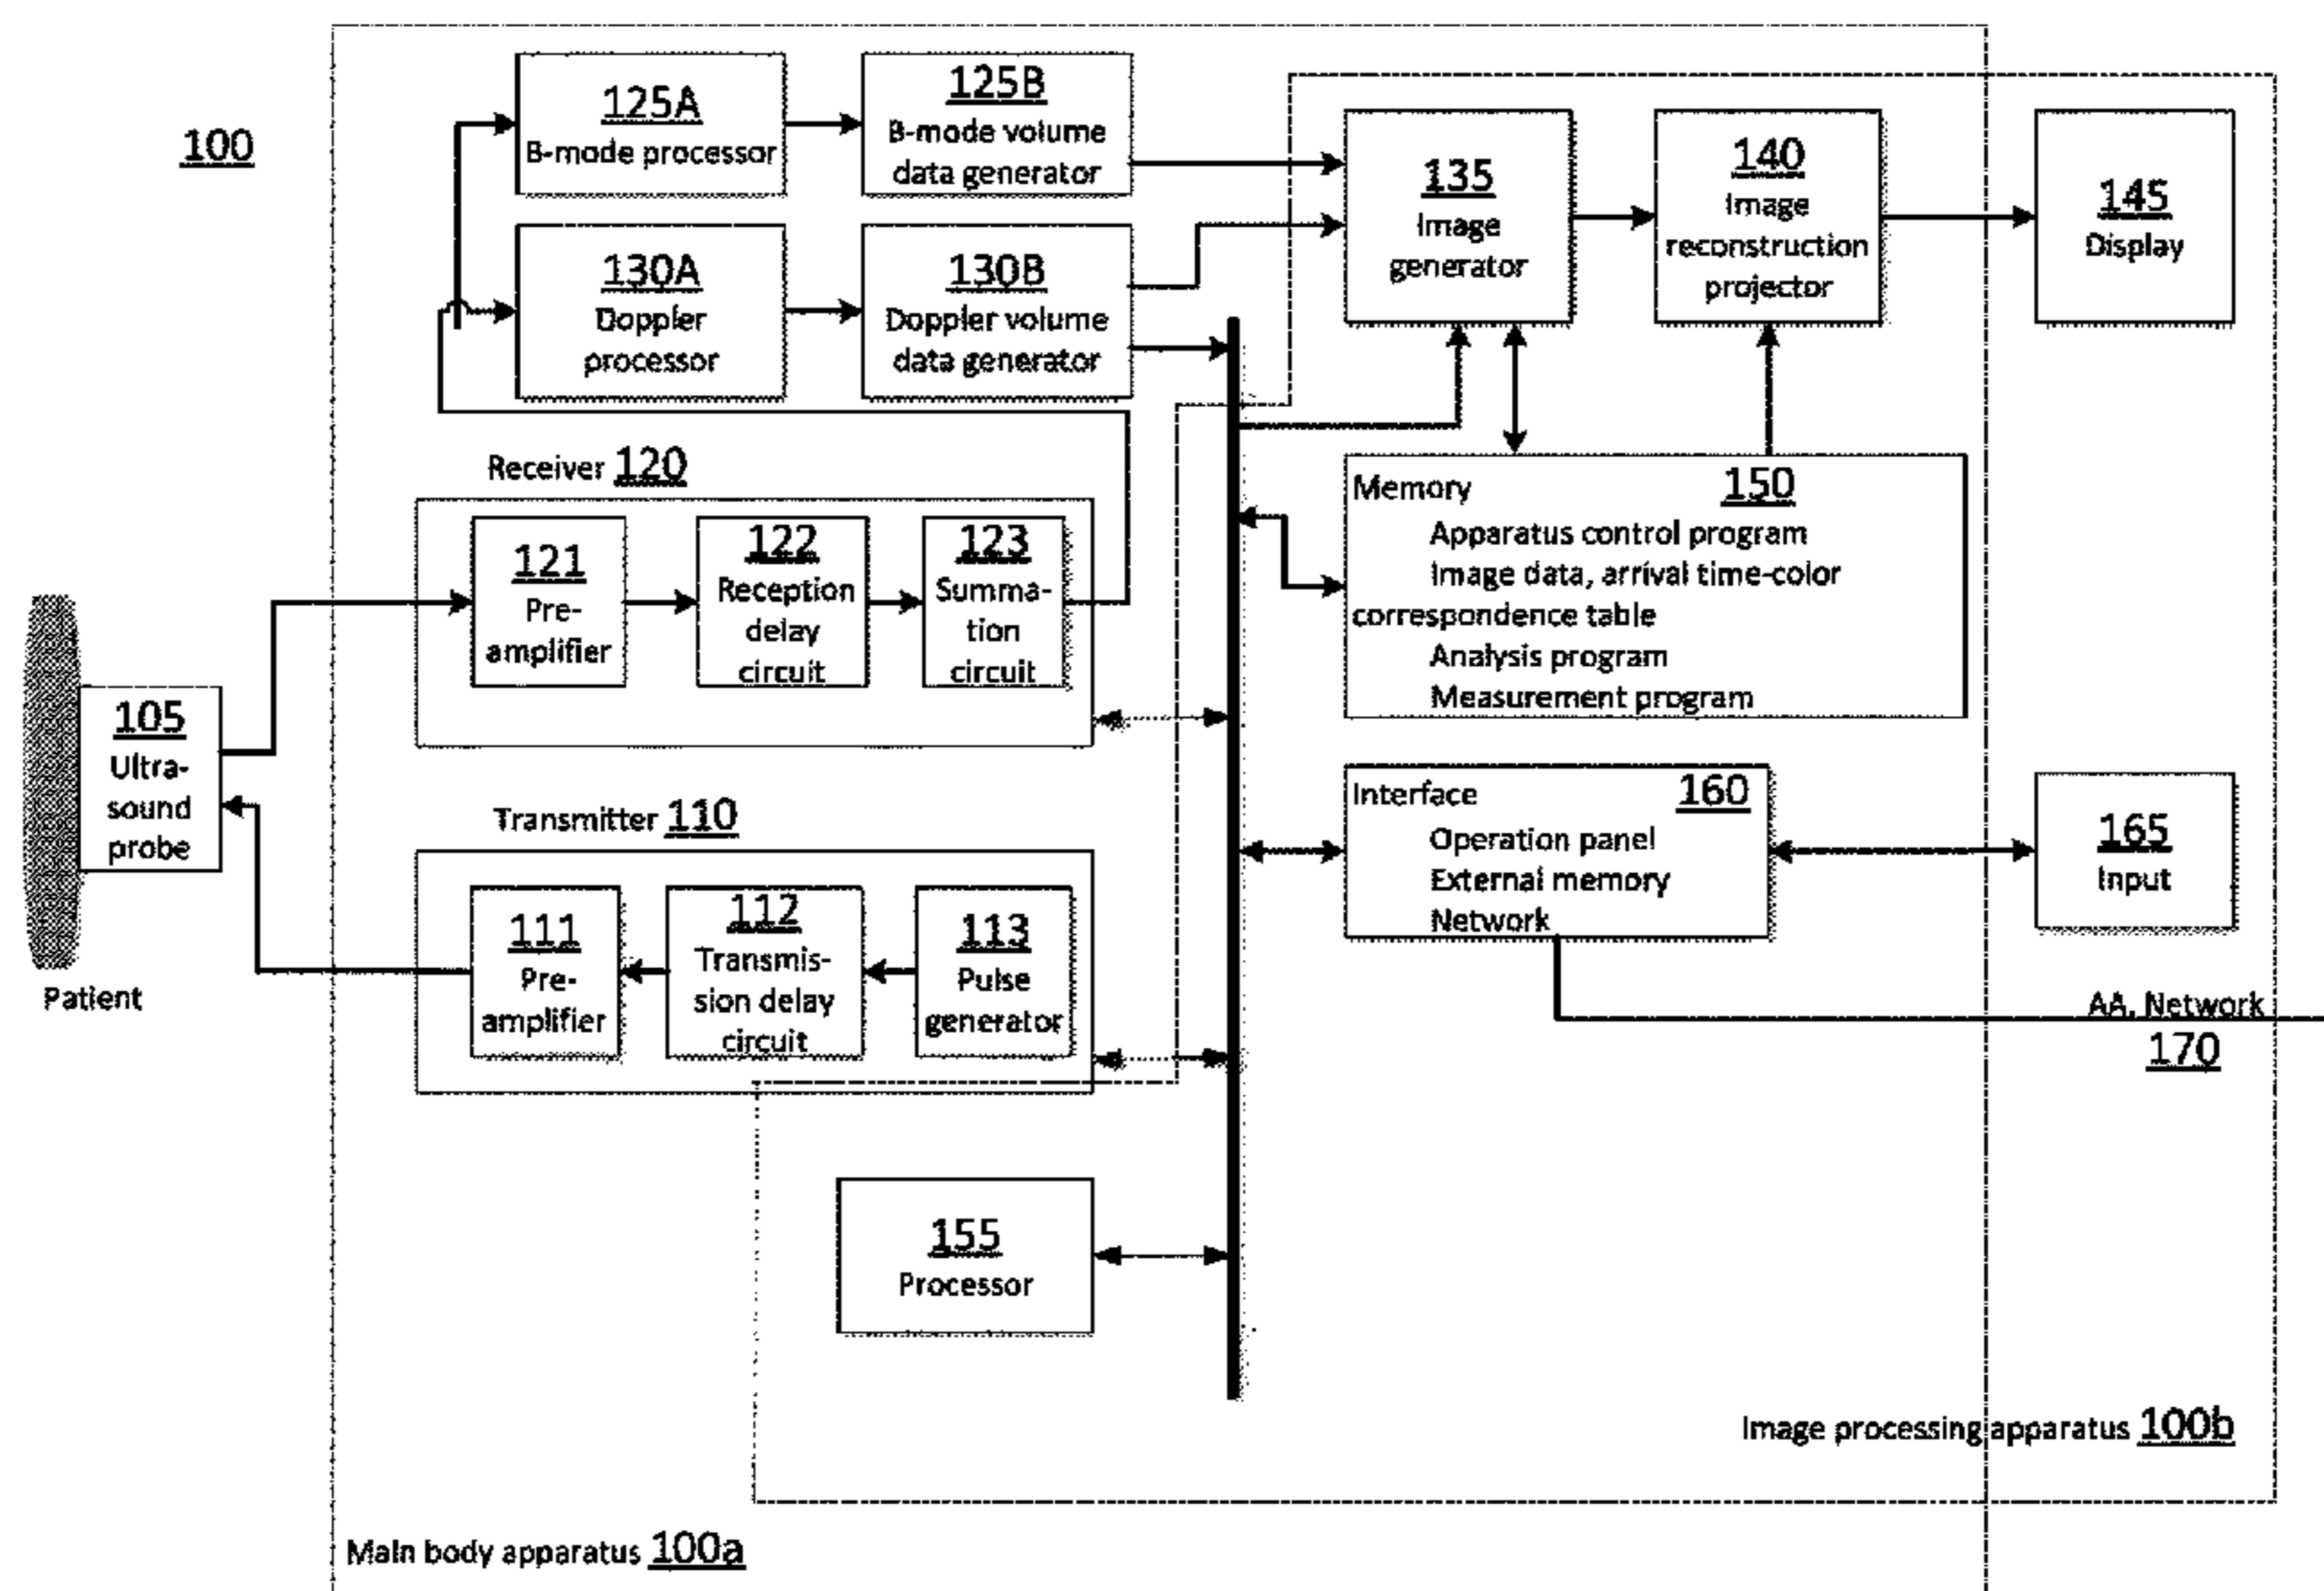 100
125A
B-mode processor
125B
B-mode volume
data generator
130A
Doppler
processor
130B
Doppler volume
data generator
135
Image
generator
140
Image
reconstruction
projector
145
Display
Receiver 120
121
Pre-
amplifier
122
Reception
delay
circuit
123
Summa-
tion
circuit
Memory 150
Apparatus control program
Image data, arrival time-color
correspondence table
Analysis program
Measurement program
105
Ultra-
sound
probe
Patient
Transmitter 110
111
Pre-
amplifier
112
Transmis-
sion delay
circuit
113
Pulse
generator
Interface 160
Operation panel
External memory
Network
165
Input
AA. Network
170
155
Processor
Image processing apparatus 100b
Main body apparatus 100a